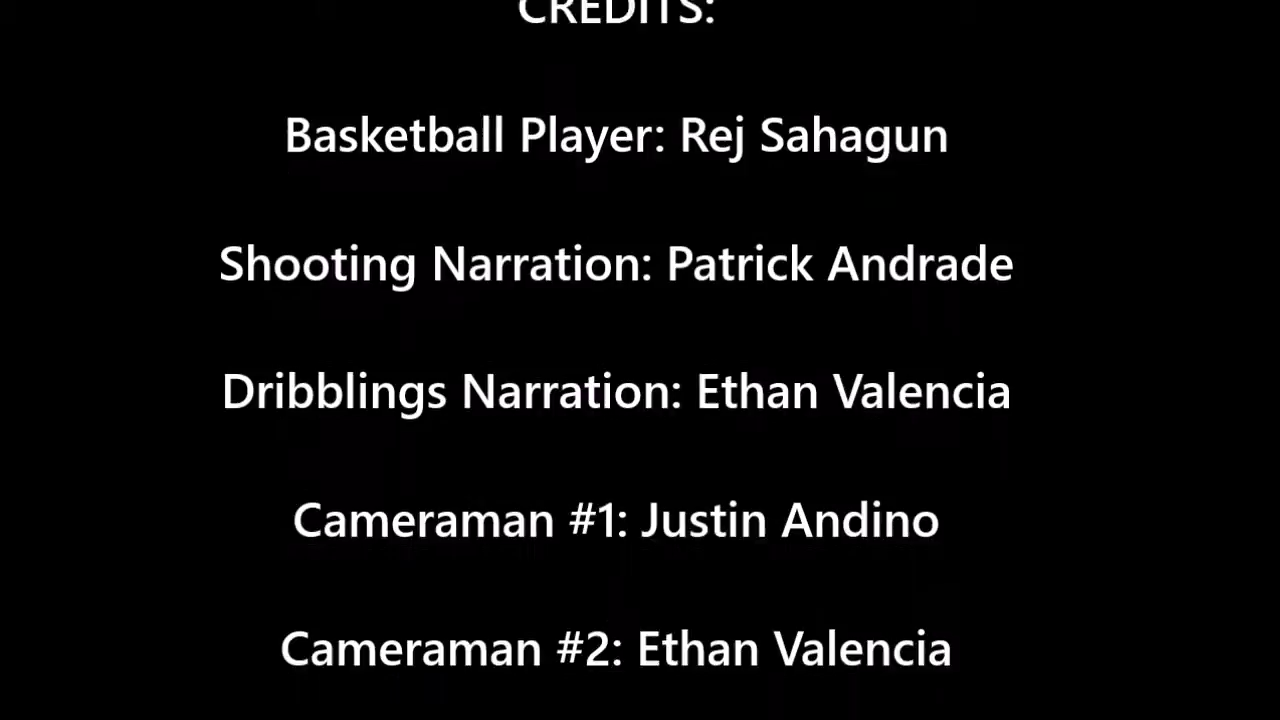 CREDITS:
Basketball Player: Rej Sahagun
Shooting Narration: Patrick Andrade
Dribblings Narration: Ethan Valencia
Cameraman #1: Justin Andino
Cameraman #2: Ethan Valencia